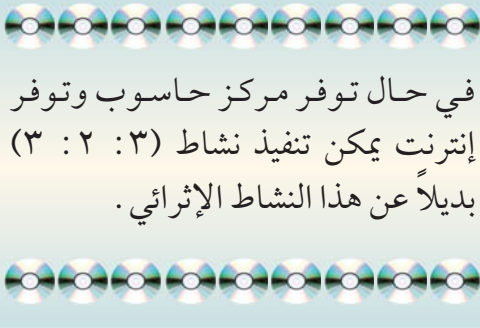 في حال توفر مركز حاسوب وتوفر
إنترنت يمكن تنفيذ نشاط (٣ : ٢ : ٣)
بديلاً عن هذا النشاط الإثرائي .